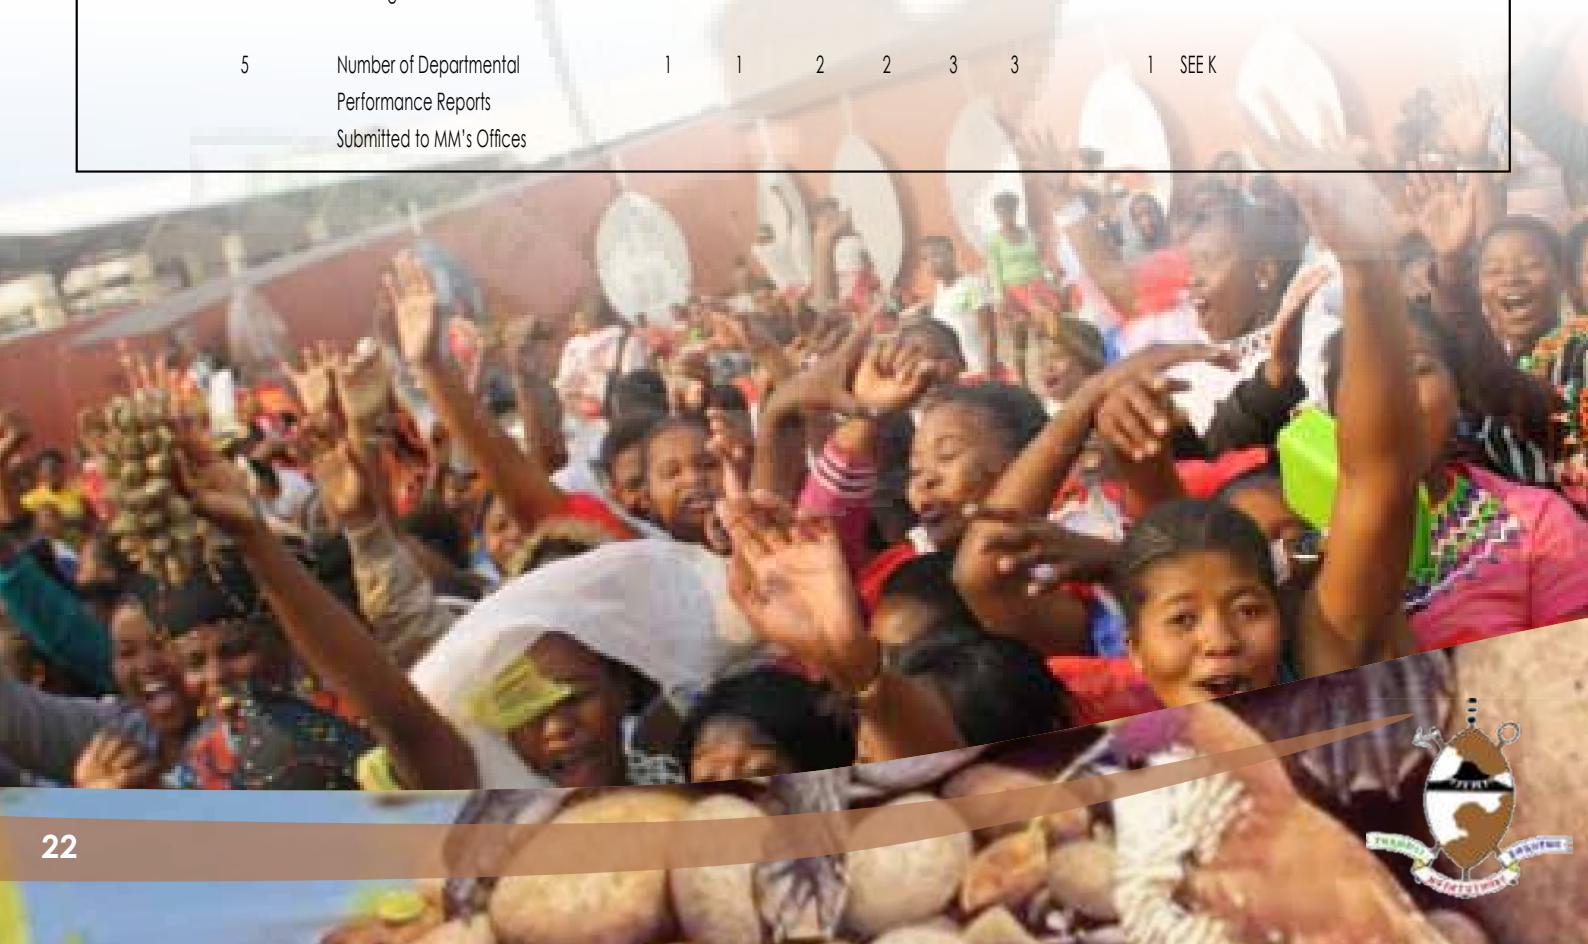 5 Number of Departmental 1 1 2 2 3 3 1 SEE K
Performance Reports
Submitted to MM's Offices
22